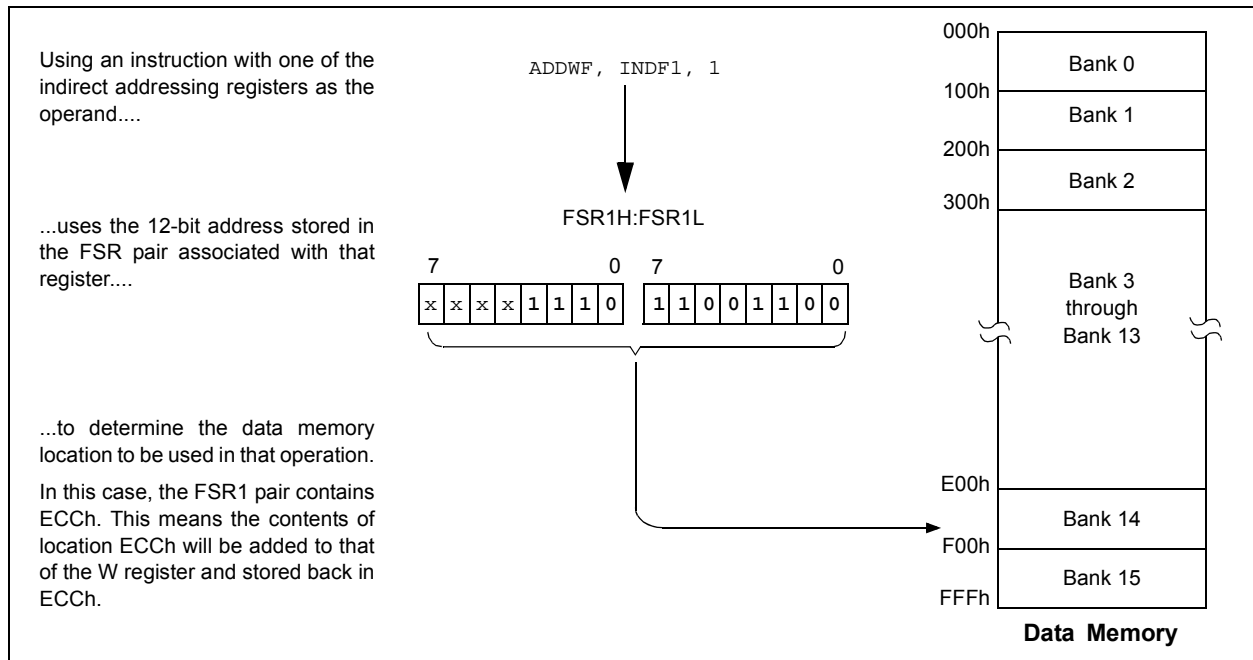 Using an instruction with one of the
indirect addressing registers as the
operand....
ADDWF, INDF1, 1
...uses the 12-bit address stored in
the FSR pair associated with that
register....
FSR1H:FSR1L
7 0 7 0
x x x x 1 1 1 0 1 1 0 0 1 1 0 0
...to determine the data memory
location to be used in that operation.
In this case, the FSR1 pair contains
ECCh. This means the contents of
location ECCh will be added to that
of the W register and stored back in
ECCh.
000h
Bank 0
100h
Bank 1
200h
Bank 2
300h
Bank 3
through
Bank 13
E00h
Bank 14
F00h
Bank 15
FFFh
Data Memory